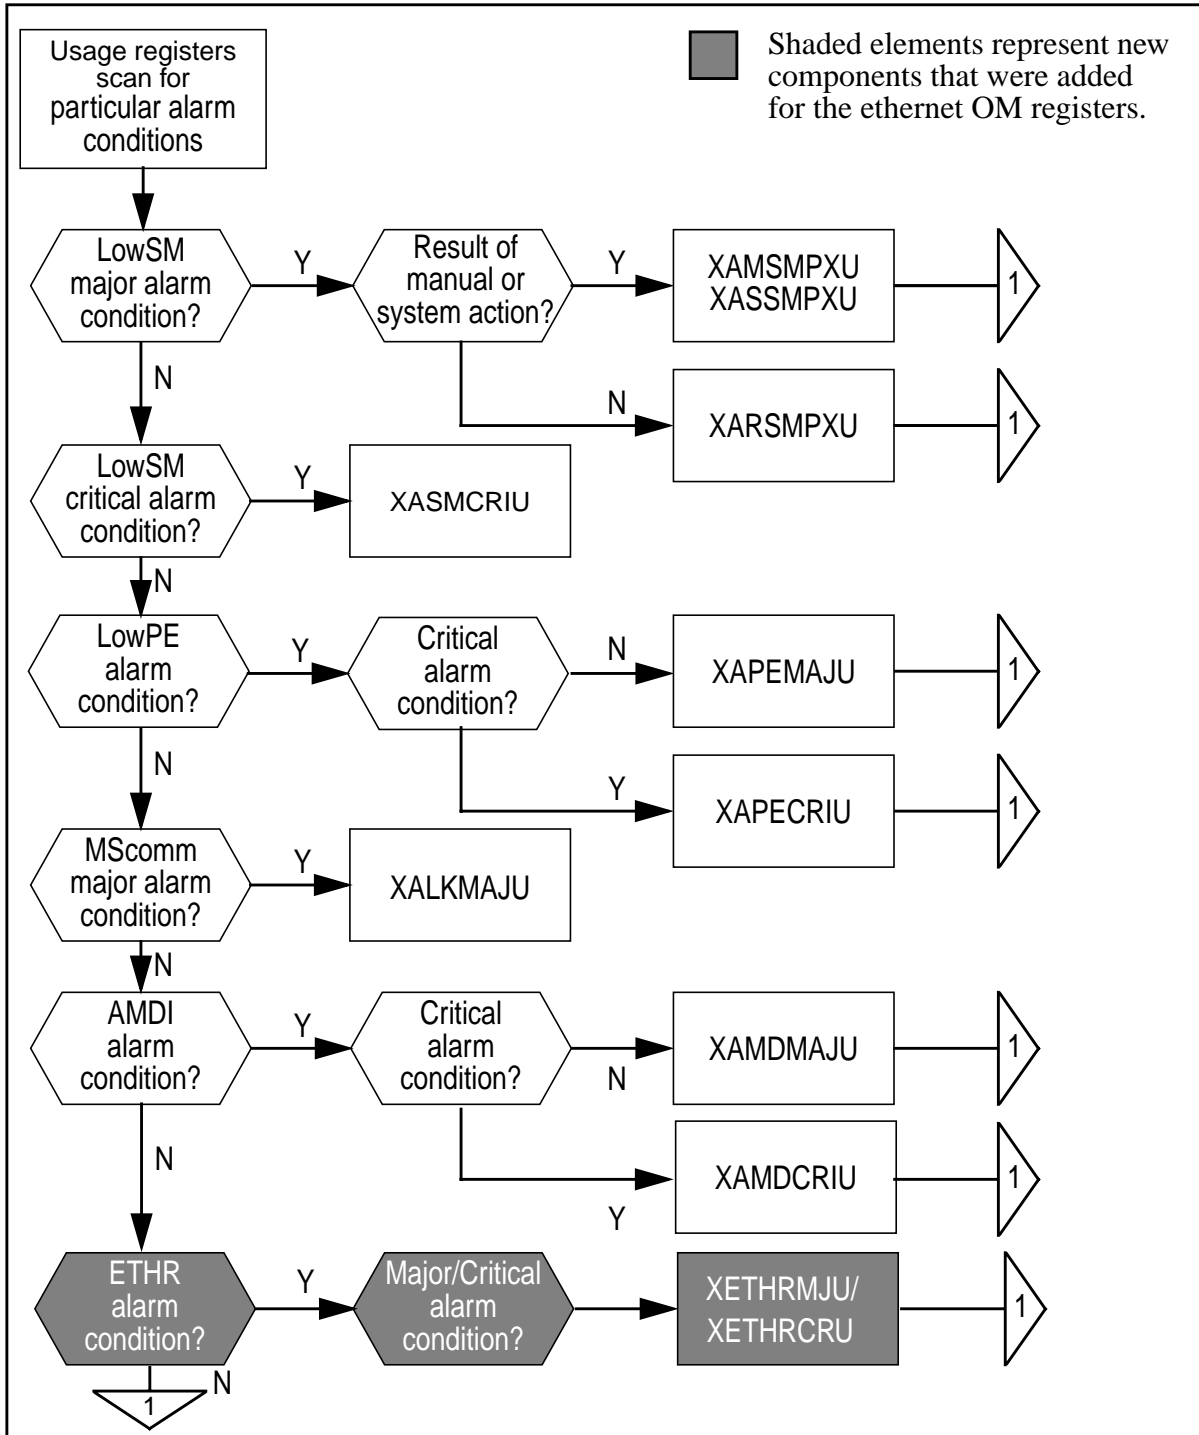 Usage registers
scan for
particular alarm
conditions
Shaded elements represent new
components that were added
for the ethernet OM registers.
LowSM
major alarm
condition?
Y
Result of
manual or
system action?
Y
XAMSMPXU
XASSMPXU
1
N
N
XARSMPXU
1
LowSM
critical alarm
condition?
Y
XASMCRIU
N
LowPE
alarm
condition?
Y
Critical
alarm
condition?
N
XAPEMAJU
1
N
Y
XAPECRIU
1
MScomm
major alarm
condition?
Y
XALKMAJU
N
AMDI
alarm
condition?
Y
Critical
alarm
condition?
N
XAMDMAJU
1
N
Y
XAMDCRIU
1
ETHR
alarm
condition?
Y
Major/Critical
alarm
condition?
XETHRMJU/
XETHRCRU
1
N
1